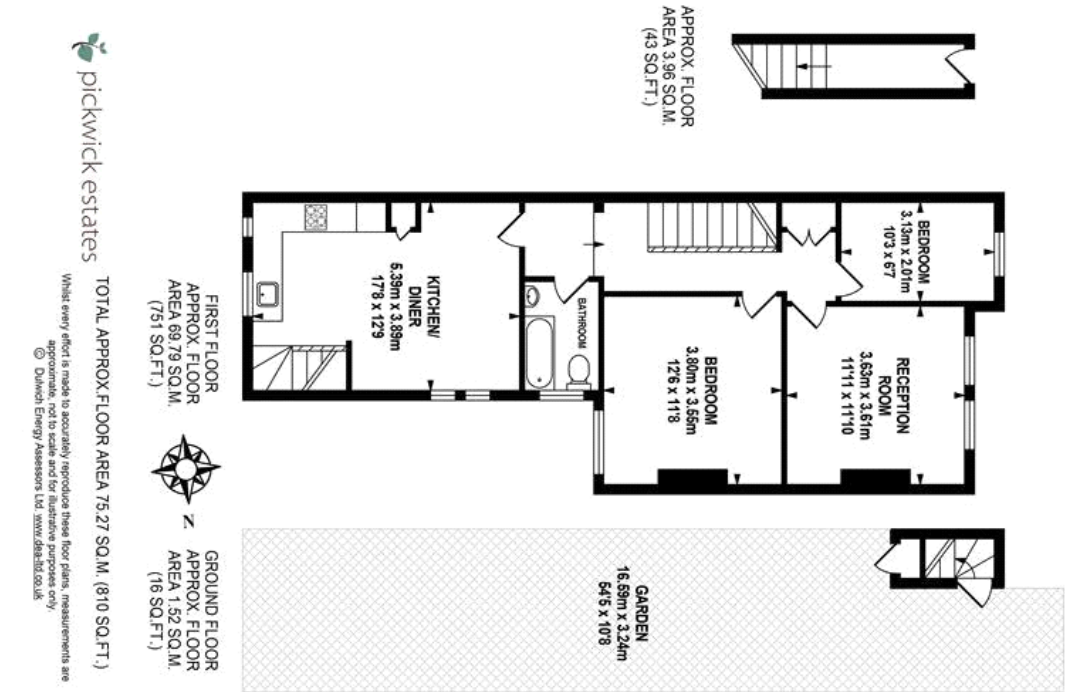 pickwick estates
APPROX. FLOOR
AREA 3.96 SQ.M.
(43 SQ.FT.)
BEDROOM
3.13m x 2.01m
10'3 x 6'7
KITCHEN/
DINER
5.39m x 3.89m
17'8 x 12'9
BATHROOM
BEDROOM
3.80m x 3.55m
12'6 x 11'8
RECEPTION
ROOM
3.63m x 3.61m
11'11 x 11'10
GARDEN
16.59m x 3.24m
54'5 x 10'8
FIRST FLOOR
APPROX. FLOOR
AREA 69.79 SQ.M.
(751 SQ.FT.)
N
GROUND FLOOR
APPROX. FLOOR
AREA 1.52 SQ.M.
(16 SQ.FT.)
TOTAL APPROX.FLOOR AREA 75.27 SQ.M. (810 SQ.FT.)
Whilst every effort is made to accurately reproduce these floor plans, measurements are
approximate, not to scale and for illustrative purposes only.
© Dulwich Energy Assessors Ltd. www.dea-ltd.co.uk